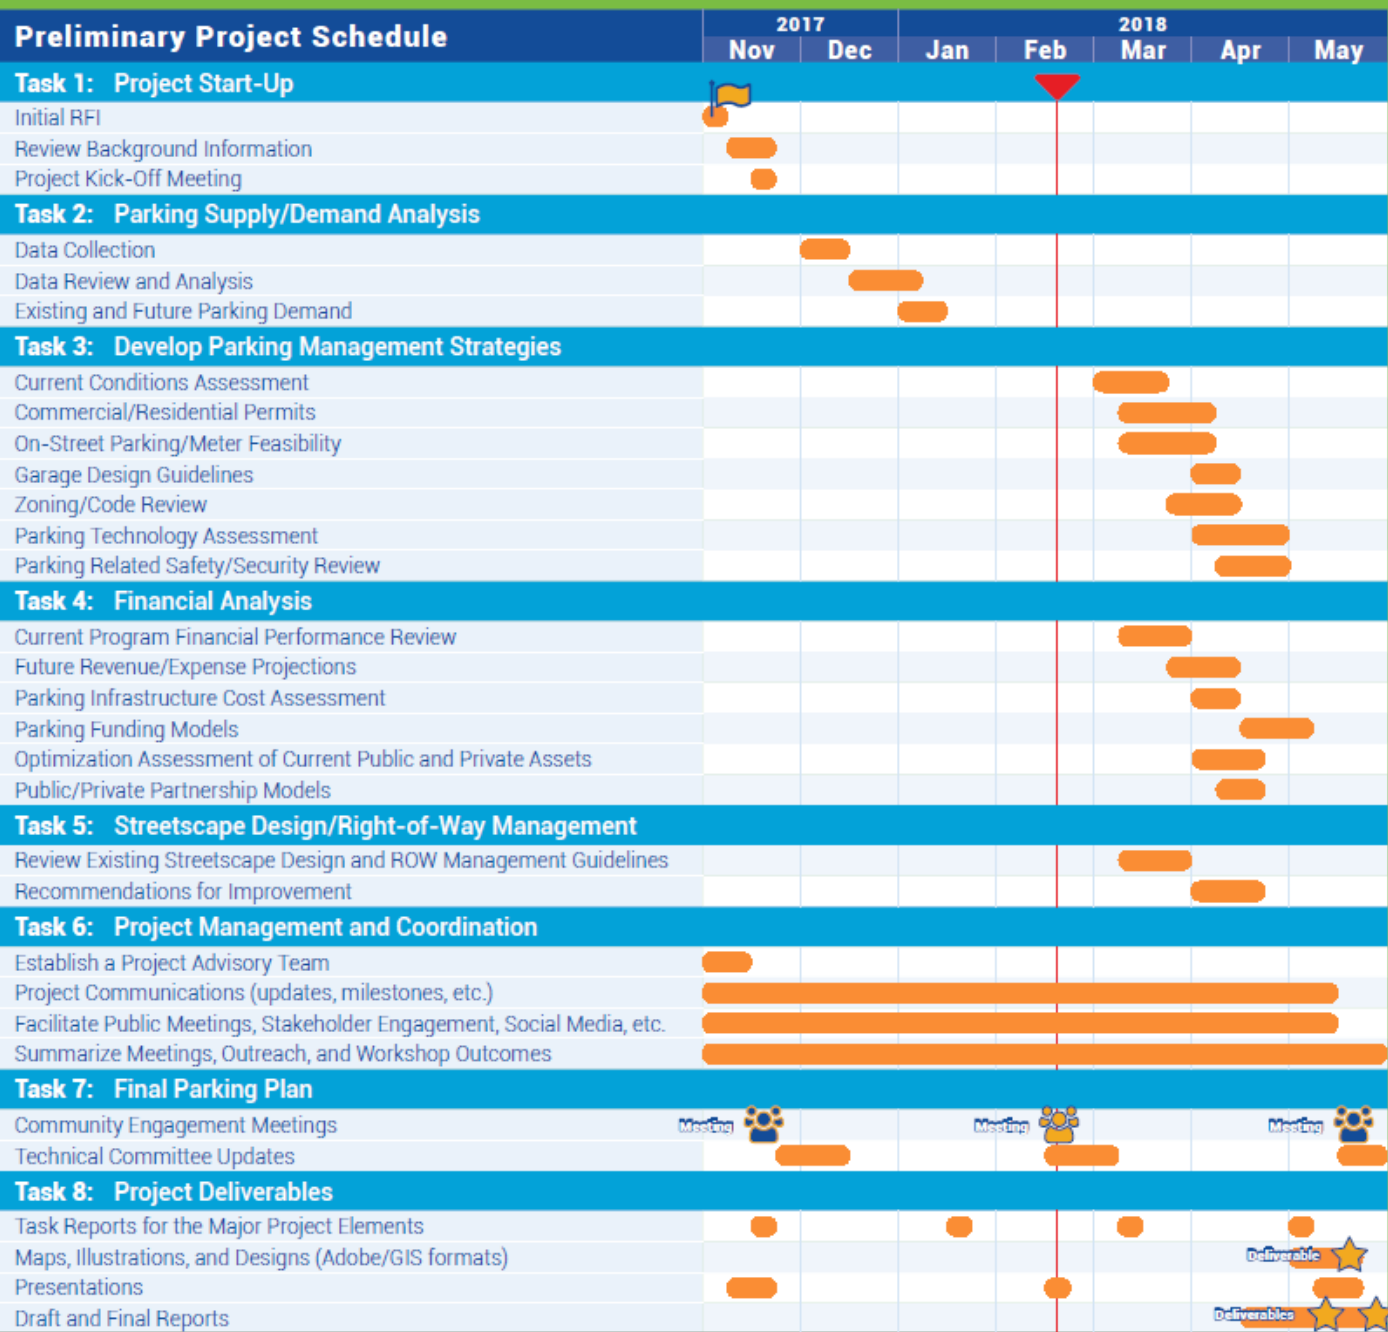 Preliminary Project Schedule
2017 2018
Nov Dec Jan Feb Mar Apr May
Task 1: Project Start-Up
Initial RFI
Review Background Information
Project Kick-Off Meeting
Task 2: Parking Supply/Demand Analysis
Data Collection
Data Review and Analysis
Existing and Future Parking Demand
Task 3: Develop Parking Management Strategies
Current Conditions Assessment
Commercial/Residential Permits
On-Street Parking/Meter Feasibility
Garage Design Guidelines
Zoning/Code Review
Parking Technology Assessment
Parking Related Safety/Security Review
Task 4: Financial Analysis
Current Program Financial Performance Review
Future Revenue/Expense Projections
Parking Infrastructure Cost Assessment
Parking Funding Models
Optimization Assessment of Current Public and Private Assets
Public/Private Partnership Models
Task 5: Streetscape Design/Right-of-Way Management
Review Existing Streetscape Design and ROW Management Guidelines
Recommendations for Improvement
Task 6: Project Management and Coordination
Establish a Project Advisory Team
Project Communications (updates, milestones, etc.)
Facilitate Public Meetings, Stakeholder Engagement, Social Media, etc.
Summarize Meetings, Outreach, and Workshop Outcomes
Task 7: Final Parking Plan
Community Engagement Meetings Meeting Meeting Meeting
Technical Committee Updates
Task 8: Project Deliverables
Task Reports for the Major Project Elements
Maps, Illustrations, and Designs (Adobe/GIS formats) Deliverable
Presentations
Draft and Final Reports Deliverables